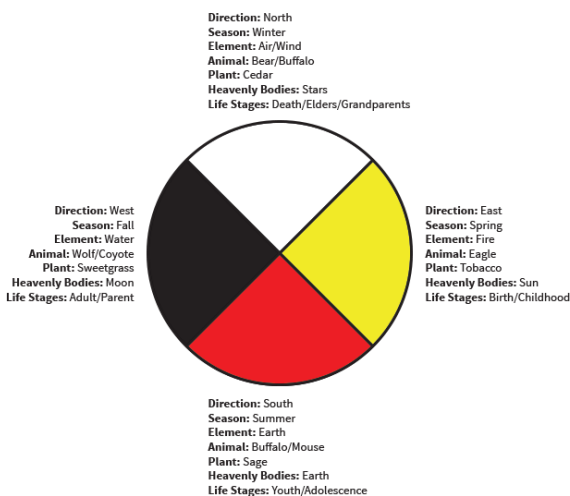 Direction: North
Season: Winter
Element: Air/Wind
Animal: Bear/Buffalo
Plant: Cedar
Heavenly Bodies: Stars
Life Stages: Death/Elders/Grandparents
Direction: West
Season: Fall
Element: Water
Animal: Wolf/Coyote
Plant: Sweetgrass
Heavenly Bodies: Moon
Life Stages: Adult/Parent
Direction: East
Season: Spring
Element: Fire
Animal: Eagle
Plant: Tobacco
Heavenly Bodies: Sun
Life Stages: Birth/Childhood
Direction: South
Season: Summer
Element: Earth
Animal: Buffalo/Mouse
Plant: Sage
Heavenly Bodies: Earth
Life Stages: Youth/Adolescence